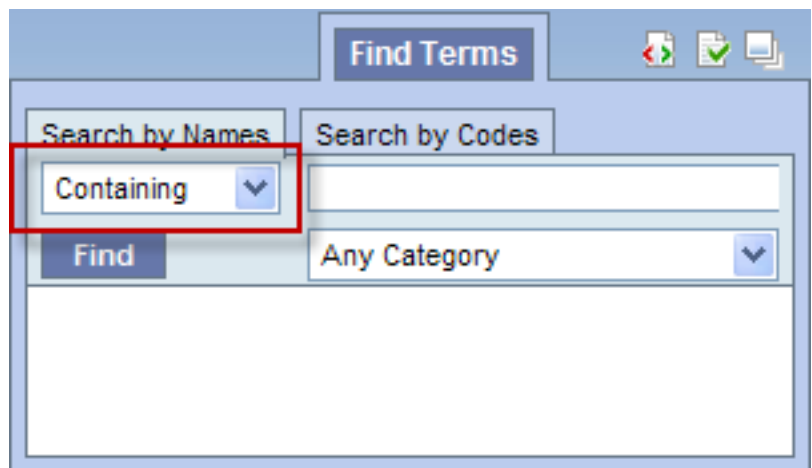 Find Terms
Search by Names Search by Codes
Containing
Find Any Category